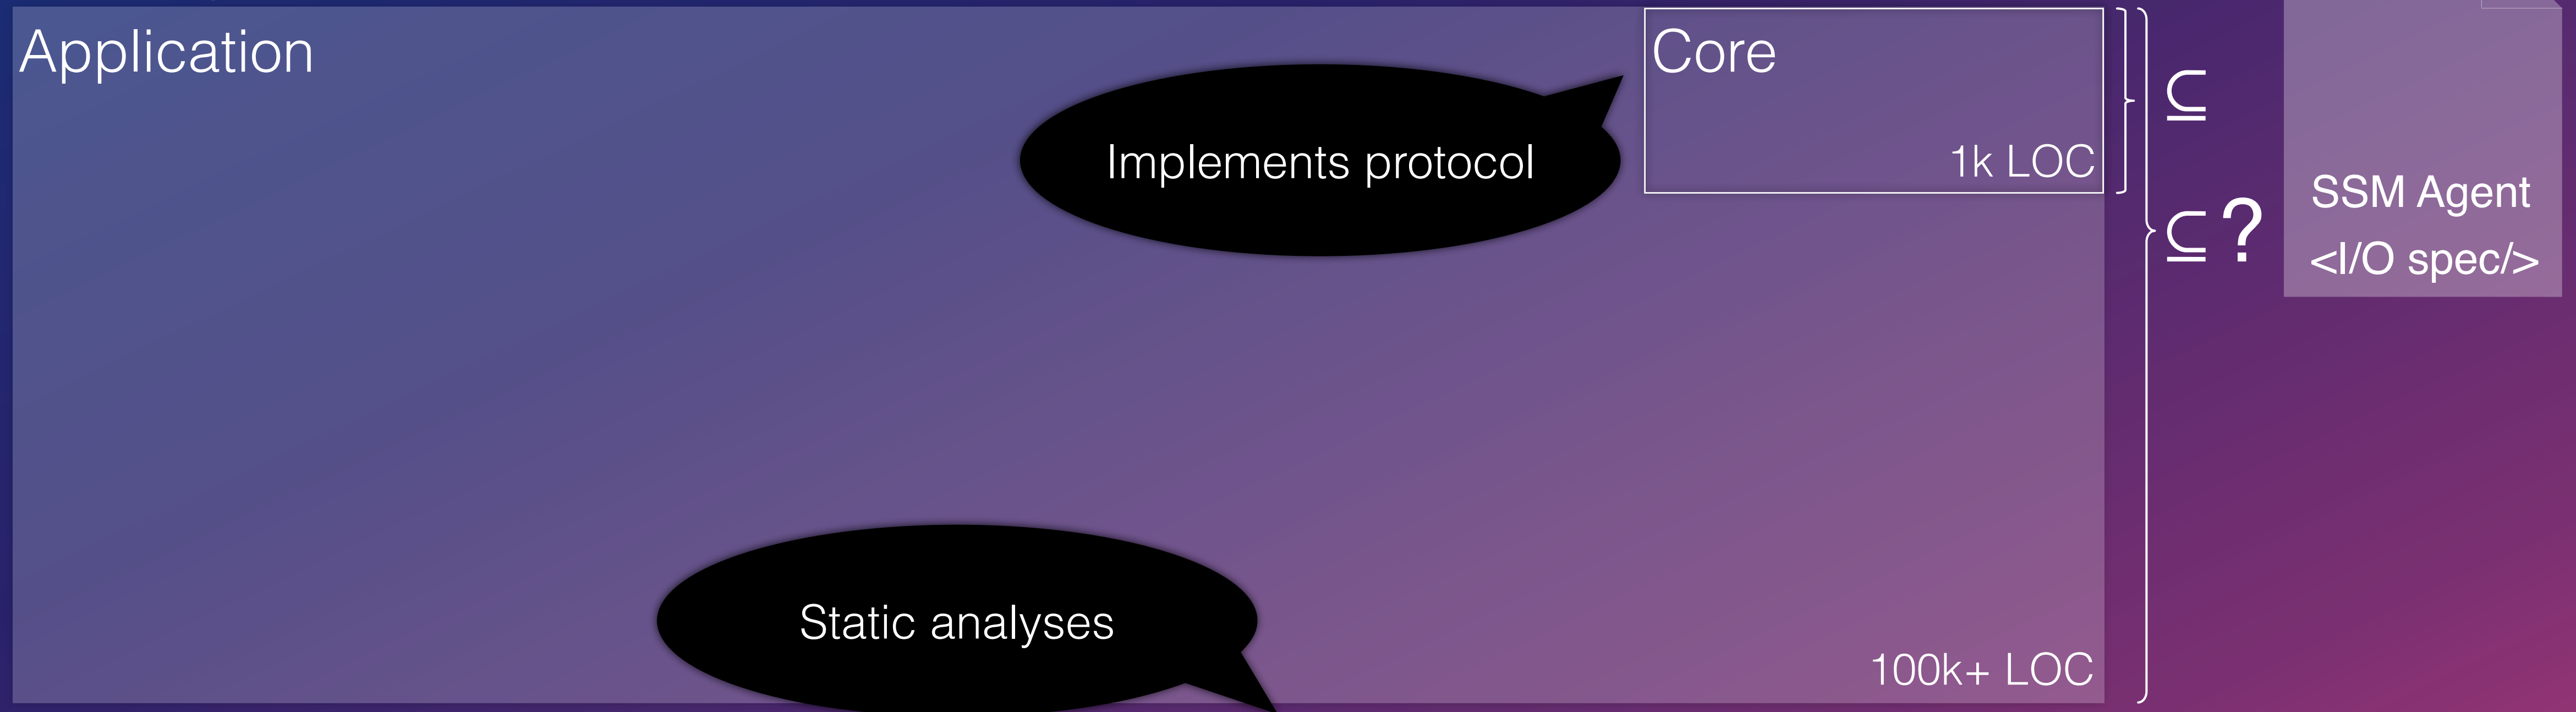 Application
Core
Implements protocol
1k LOC
⊆
⊆ ?
SSM Agent
<I/O spec/>
Static analyses
100k+ LOC